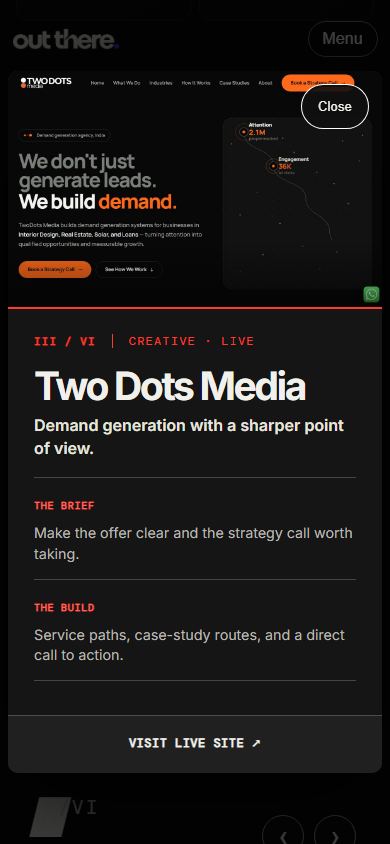 out there.
Menu
TWO DOTS
media
Home What We Do Industries How It Works Case Studies About Book a Strategy Call →
Close
Demand generation agency, India
We don't just
generate leads.
We build demand.
TwoDots Media builds demand generation systems for businesses in
Interior Design, Real Estate, Solar, and Loans — turning attention into
qualified opportunities and measurable growth.
Book a Strategy Call → See How We Work ↓
Attention
2.1M
people reached
Engagement
36K
III / VI | CREATIVE · LIVE
Two Dots Media
Demand generation with a sharper point
of view.
THE BRIEF
Make the offer clear and the strategy call worth
taking.
THE BUILD
Service paths, case-study routes, and a direct
call to action.
VISIT LIVE SITE ↗
/VI